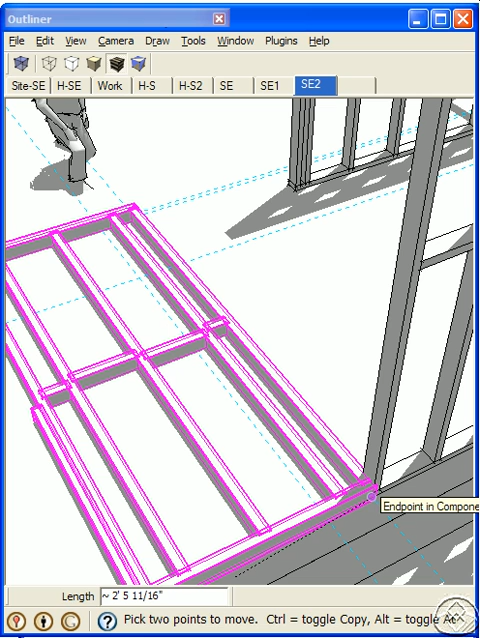 Outliner
File Edit View Camera Draw Tools Window Plugins Help
Site-SE H-SE Work H-S H-S2 SE SE1 SE2
Endpoint in Compone
Length ~ 2' 5 11/16"
Pick two points to move. Ctrl = toggle Copy, Alt = toggle